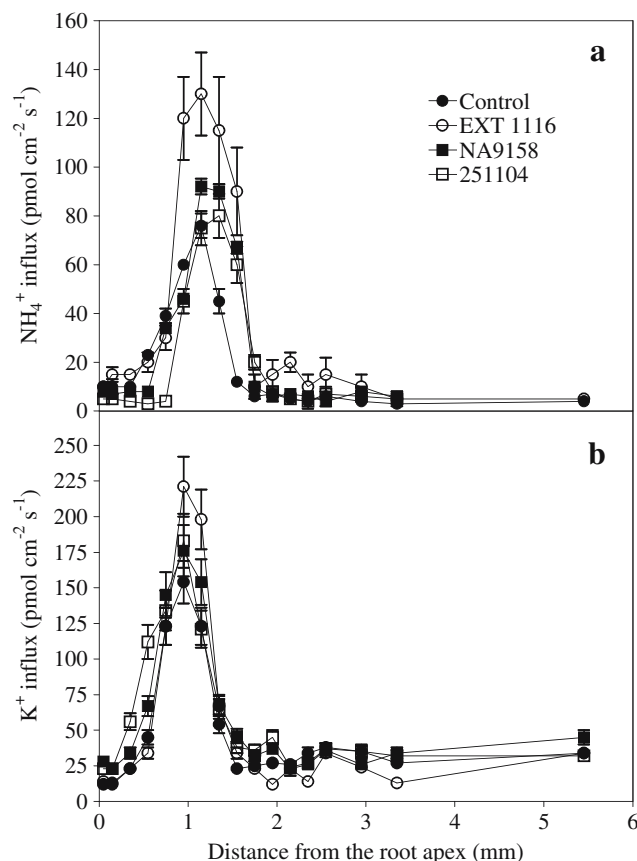 160
140
120
100
80
60
40
20
0
NH₄⁺ influx (pmol cm⁻² s⁻¹)
a
Control
EXT 1116
NA9158
251104
250
225
200
175
150
125
100
75
50
25
0
K⁺ influx (pmol cm⁻² s⁻¹)
b
0 1 2 3 4 5 6
Distance from the root apex (mm)